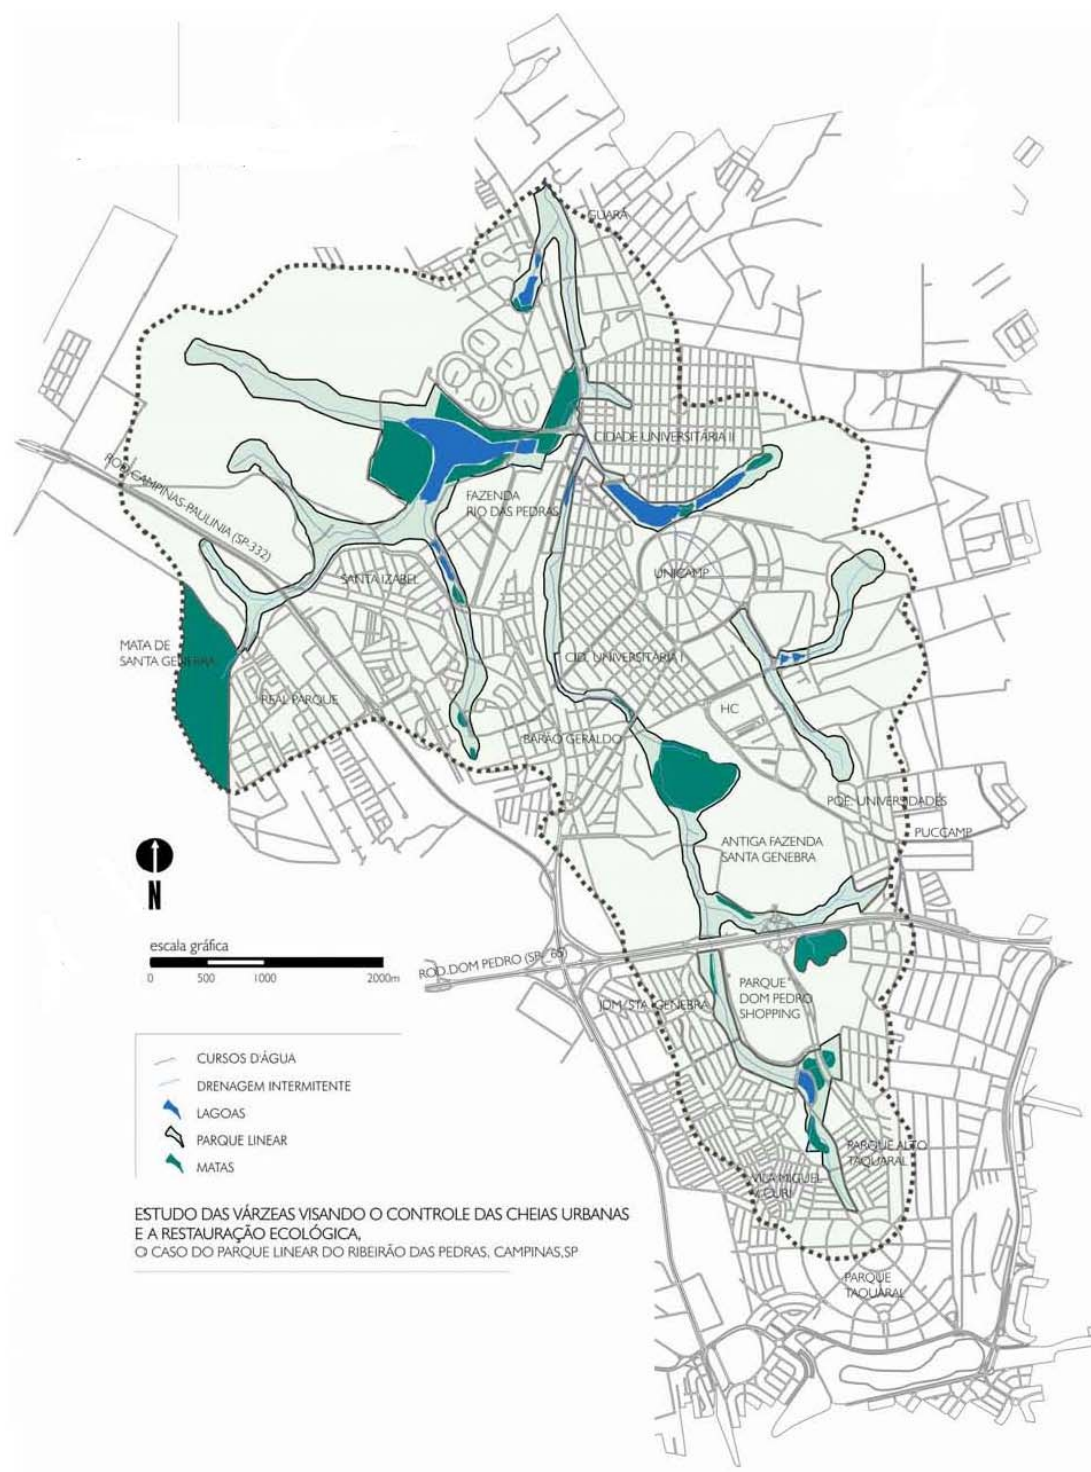 GUARÁ
CIDADE UNIVERSITÁRIA II
ROD.CAMPINAS-PAULINIA (SP-332)
FAZENDA
RIO DAS PEDRAS
SANTA IZABEL
UNICAMP
MATA DE
SANTA GENEBRA
CID. UNIVERSITÁRIA I
REAL PARQUE
HC
BARÃO GERALDO
PQE. UNIVERSIDADES
PUCCAMP
ANTIGA FAZENDA
SANTA GENEBRA
N
escala gráfica
0 500 1000 2000m
ROD.DOM PEDRO (SP_65)
PARQUE
DOM PEDRO
SHOPPING
JDM/STA. GENEBRA
CURSOS D'ÁGUA
DRENAGEM INTERMITENTE
LAGOAS
PARQUE LINEAR
MATAS
PARQUE ALTO
TAQUARAL
VILA MIGUEL
ESTUDO DAS VÁRZEAS VISANDO O CONTROLE DAS CHEIAS URBANAS
E A RESTAURAÇÃO ECOLÓGICA,
O CASO DO PARQUE LINEAR DO RIBEIRÃO DAS PEDRAS, CAMPINAS,SP
PARQUE
TAQUARAL